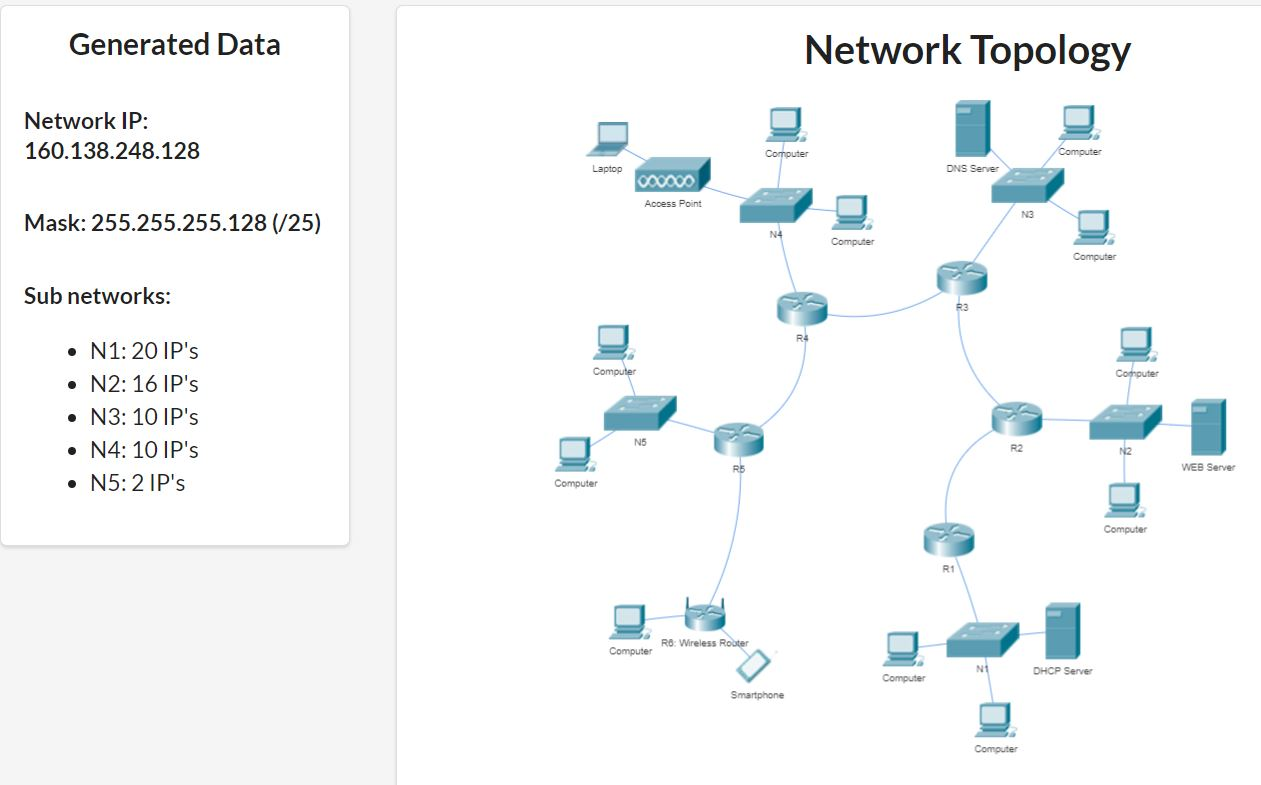 Generated Data
Network IP:
160.138.248.128
Mask: 255.255.255.128 (/25)
Sub networks:
N1: 20 IP's
N2: 16 IP's
N3: 10 IP's
N4: 10 IP's
N5: 2 IP's
Network Topology
Laptop
Access Point
Computer
N4
Computer
DNS Server
Computer
N3
Computer
R4
R3
Computer
N5
Computer
R5
Computer
R2
N2
WEB Server
Computer
R1
Computer
R6: Wireless Router
Smartphone
Computer
N1
DHCP Server
Computer